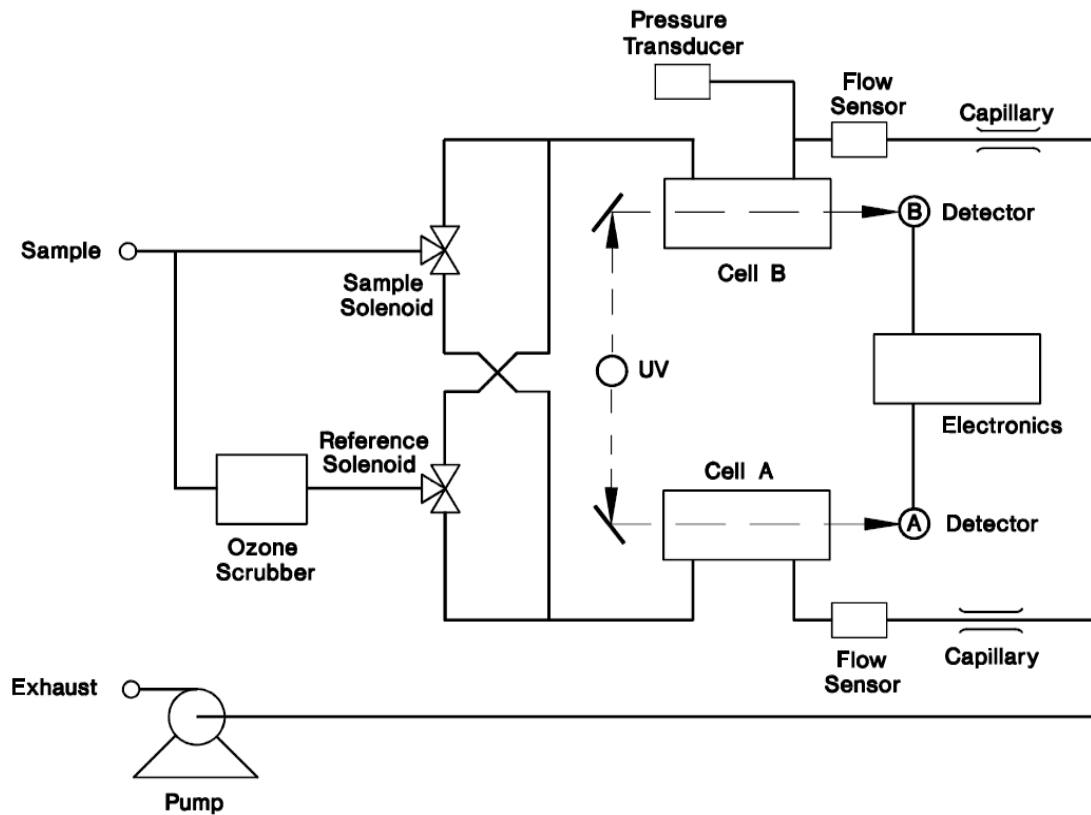 Pressure
Transducer
Flow
Sensor
Capillary
Sample
Sample
Solenoid
B
Detector
Cell B
UV
Electronics
Reference
Solenoid
Cell A
A
Detector
Ozone
Scrubber
Flow
Sensor
Capillary
Exhaust
Pump